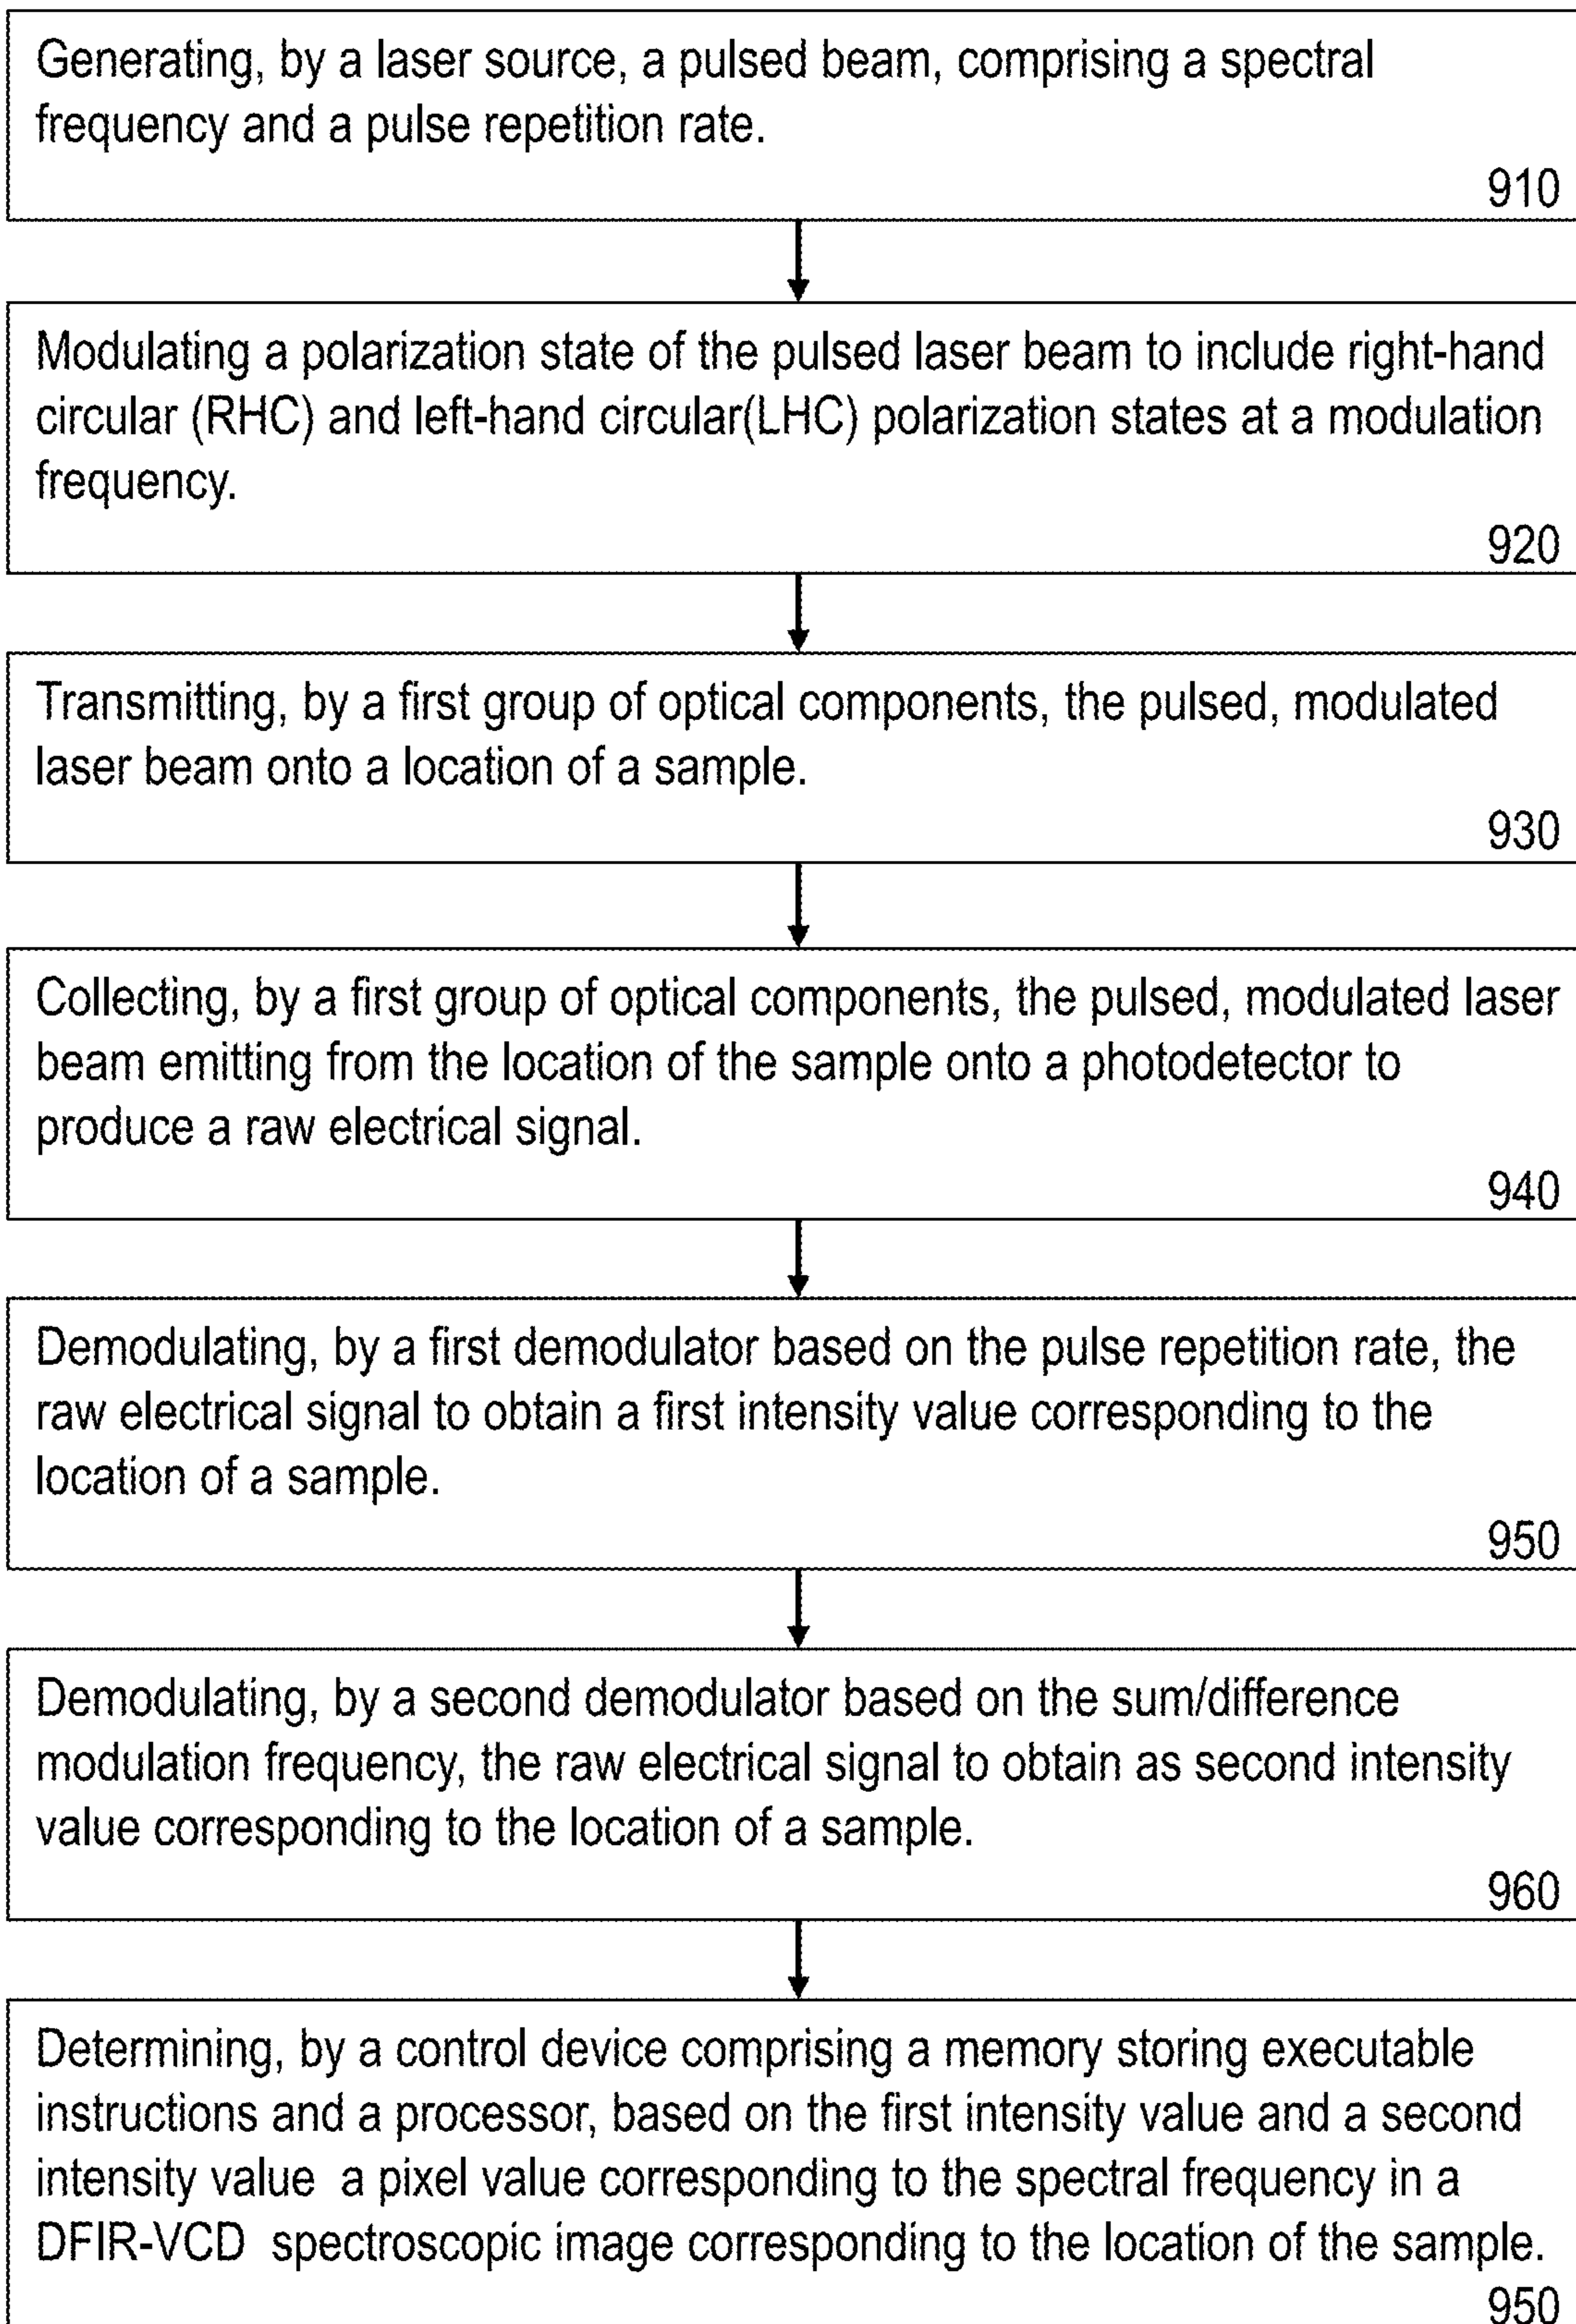 Generating, by a laser source, a pulsed beam, comprising a spectral
frequency and a pulse repetition rate.
910
Modulating a polarization state of the pulsed laser beam to include right-hand
circular (RHC) and left-hand circular(LHC) polarization states at a modulation
frequency.
920
Transmitting, by a first group of optical components, the pulsed, modulated
laser beam onto a location of a sample.
930
Collecting, by a first group of optical components, the pulsed, modulated laser
beam emitting from the location of the sample onto a photodetector to
produce a raw electrical signal.
940
Demodulating, by a first demodulator based on the pulse repetition rate, the
raw electrical signal to obtain a first intensity value corresponding to the
location of a sample.
950
Demodulating, by a second demodulator based on the sum/difference
modulation frequency, the raw electrical signal to obtain as second intensity
value corresponding to the location of a sample.
960
Determining, by a control device comprising a memory storing executable
instructions and a processor, based on the first intensity value and a second
intensity value  a pixel value corresponding to the spectral frequency in a
DFIR-VCD  spectroscopic image corresponding to the location of the sample.
950